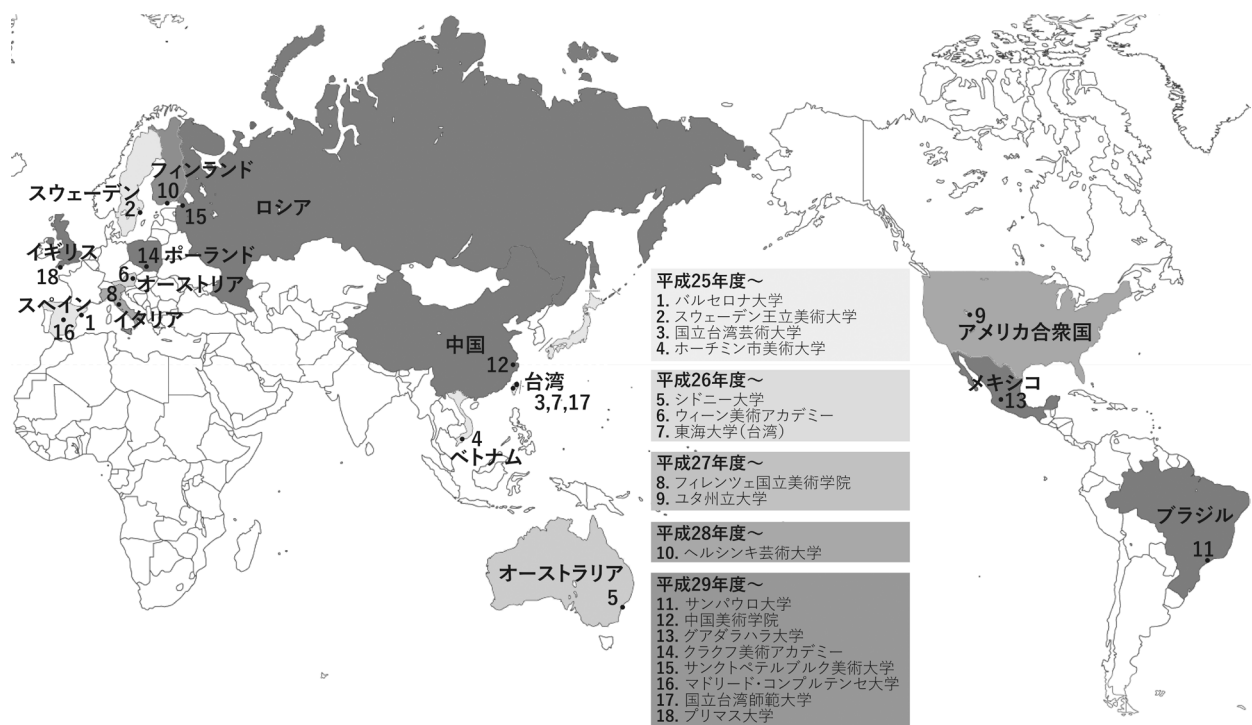 フィンランド
10
スウェーデン
2
15
ロシア
イギリス
18
14 ポーランド
6 オーストリア
8
スペイン
16
1
イタリア
中国
12
台湾
3,7,17
4
ベトナム
オーストラリア
5
9
アメリカ合衆国
メキシコ
13
ブラジル
11
平成25年度～
1. バルセロナ大学
2. スウェーデン王立美術大学
3. 国立台湾芸術大学
4. ホーチミン市美術大学
平成26年度～
5. シドニー大学
6. ウィーン美術アカデミー
7. 東海大学(台湾)
平成27年度～
8. フィレンツェ国立美術学院
9. ユタ州立大学
平成28年度～
10. ヘルシンキ芸術大学
平成29年度～
11. サンパウロ大学
12. 中国美術学院
13. グアダラハラ大学
14. クラクフ美術アカデミー
15. サンクトペテルブルク美術大学
16. マドリード・コンプルテンセ大学
17. 国立台湾師範大学
18. プリマス大学